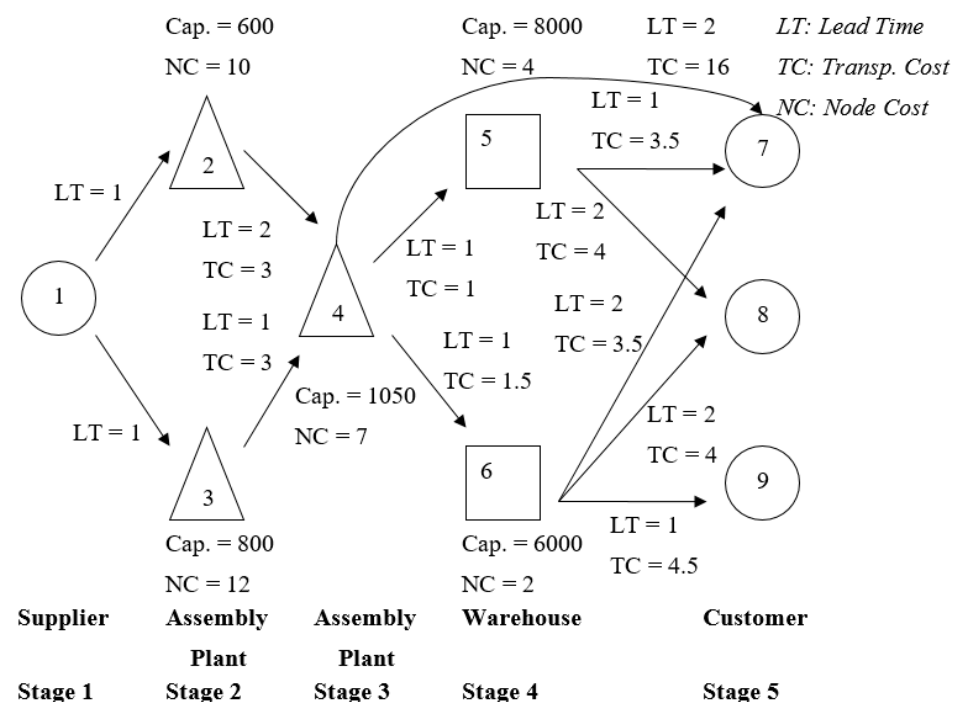 Cap. = 600
NC = 10
Cap. = 8000
NC = 4
LT = 2
TC = 16
LT: Lead Time
TC: Transp. Cost
NC: Node Cost
LT = 1
TC = 3.5
5
7
2
LT = 1
LT = 2
TC = 3
LT = 2
TC = 4
LT = 1
TC = 1
1
LT = 1
TC = 3
4
LT = 2
TC = 3.5
8
LT = 1
TC = 1.5
Cap. = 1050
NC = 7
LT = 1
LT = 2
TC = 4
3
6
9
Cap. = 800
NC = 12
Cap. = 6000
NC = 2
LT = 1
TC = 4.5
Supplier
Assembly
Plant
Assembly
Plant
Warehouse
Customer
Stage 1
Stage 2
Stage 3
Stage 4
Stage 5